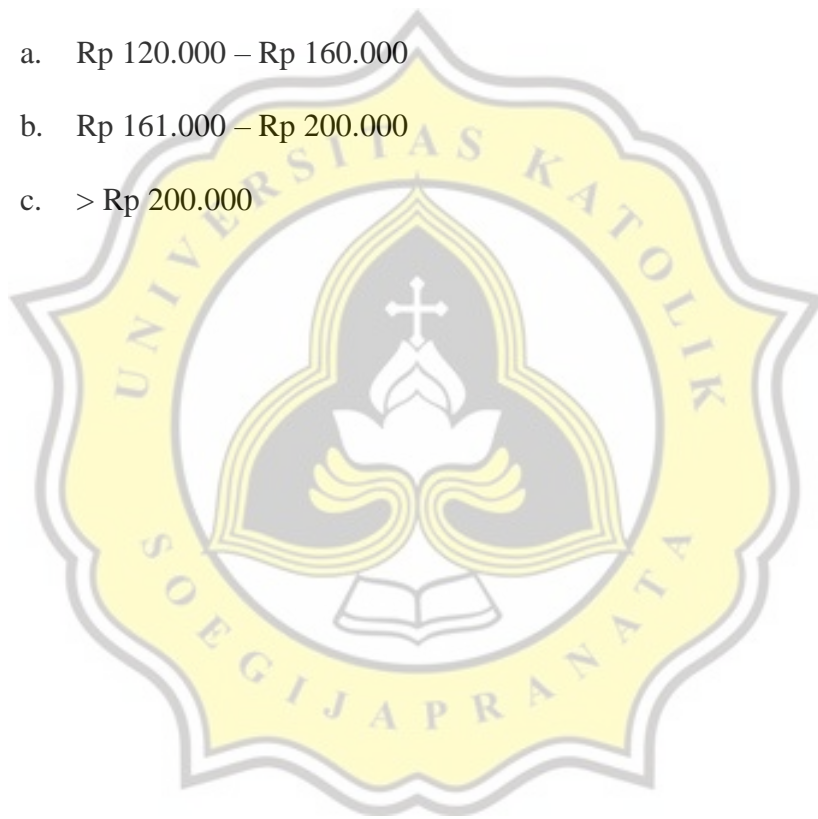 a. Rp 120.000 – Rp 160.000
b. Rp 161.000 – Rp 200.000
c. > Rp 200.000
UNIVERSITAS KATOLIK
SOEGIJAPRANATA